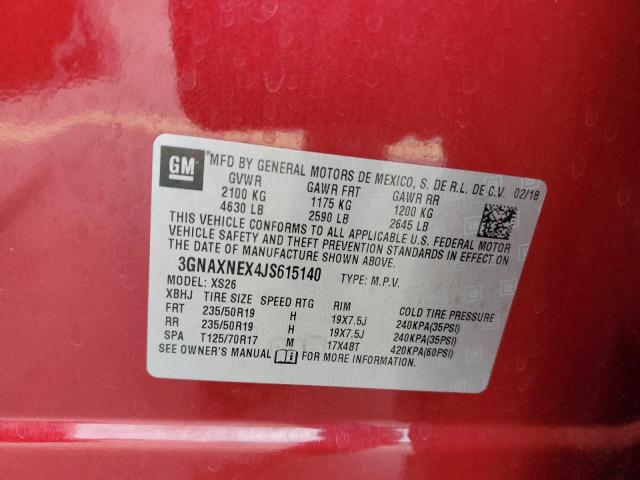 GM
MFD BY GENERAL MOTORS DE MEXICO, S. DE R.L. DE C.V. 02/18
GVWR GAWR FRT GAWR RR
2100 KG 1175 KG 1200 KG
4630 LB 2590 LB 2645 LB
THIS VEHICLE CONFORMS TO ALL APPLICABLE U.S. FEDERAL MOTOR
VEHICLE SAFETY AND THEFT PREVENTION STANDARDS IN EFFECT ON
THE DATE OF MANUFACTURE SHOWN ABOVE.
3GNAXNEX4JS615140 TYPE: M.P.V.
MODEL: XS26
XBHJ TIRE SIZE SPEED RTG RIM COLD TIRE PRESSURE
FRT 235/50R19 H 19X7.5J 240KPA(35PSI)
RR 235/50R19 H 19X7.5J 240KPA(35PSI)
SPA T125/70R17 M 17X4BT 420KPA(60PSI)
SEE OWNER'S MANUAL i FOR MORE INFORMATION.